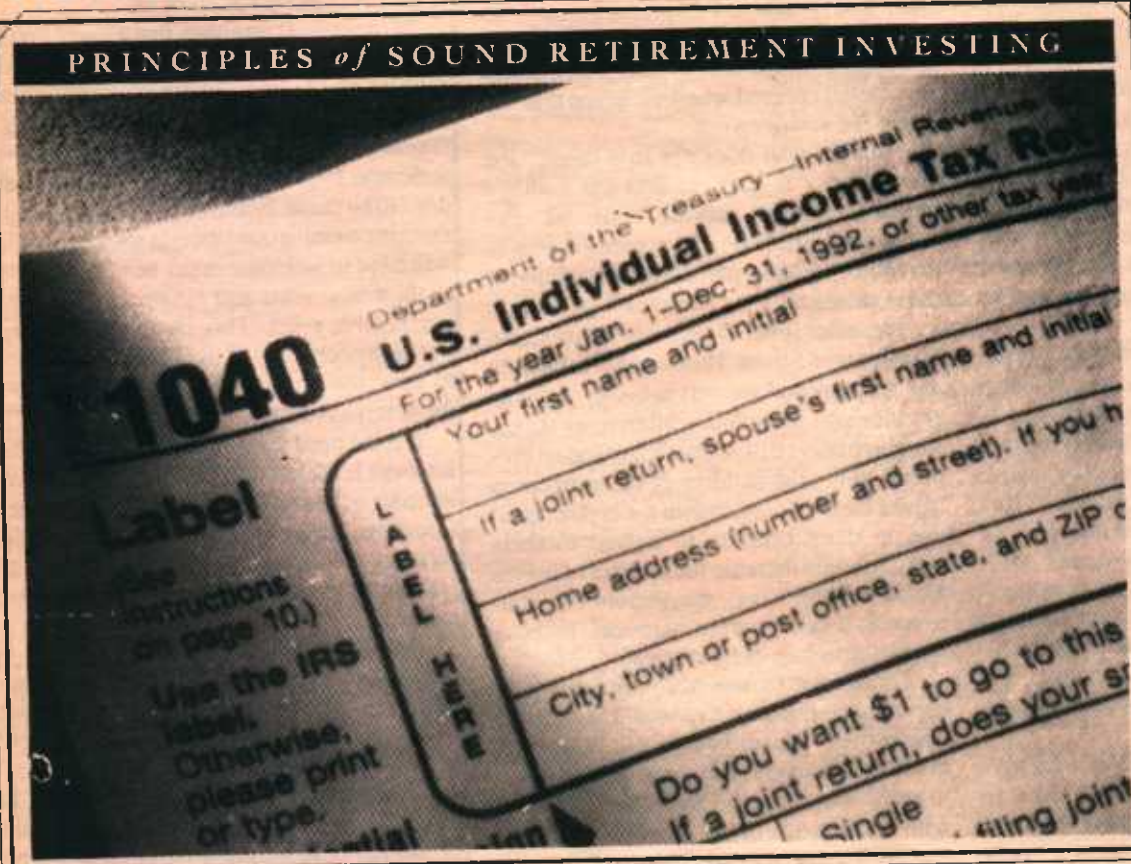 PRINCIPLES of SOUND RETIREMENT INVESTING
Department of the Treasury—Internal Revenue
1040
U.S. Individual Income Tax Ret
For the year Jan. 1–Dec. 31, 1992, or other tax year
Label
(See
instructions
on page 10.)
Use the IRS
label.
Otherwise,
please print
or type.
LABEL HERE
Your first name and initial
If a joint return, spouse's first name and initial
Home address (number and street). If you h
City, town or post office, state, and ZIP
Do you want $1 to go to this
If a joint return, does your s
Single
filing joint